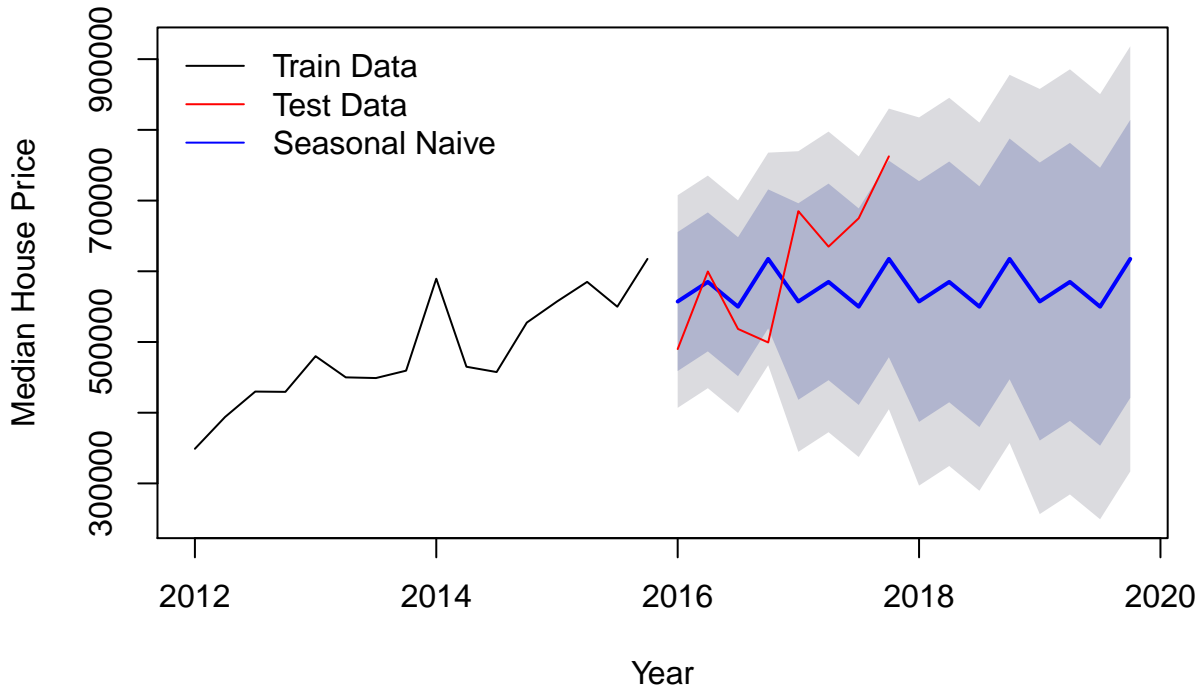 Median House Price
900000
700000
500000
300000
Train Data
Test Data
Seasonal Naive
2012 2014 2016 2018 2020
Year